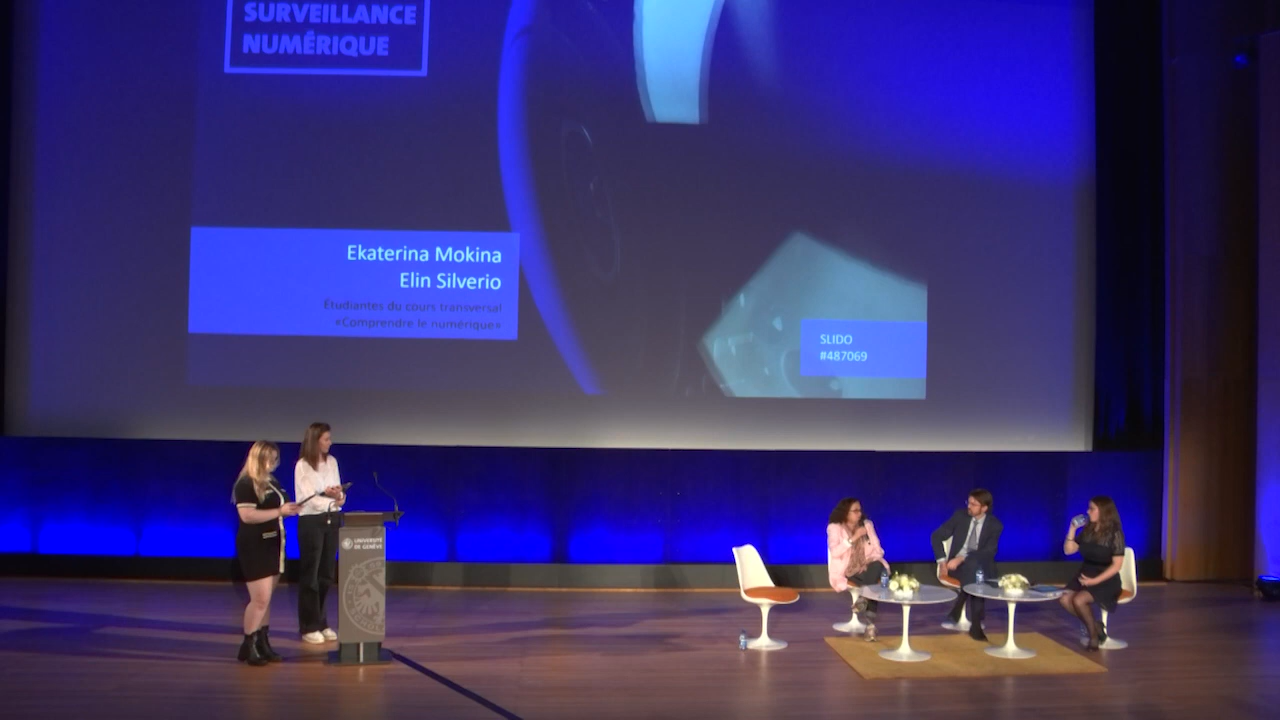 SURVEILLANCE
NUMÉRIQUE
Ekaterina Mokina
Elin Silverio
Étudiantes du cours transversal
«Comprendre le numérique»
SLIDO
#487069
UNIVERSITÉ
DE GENÈVE